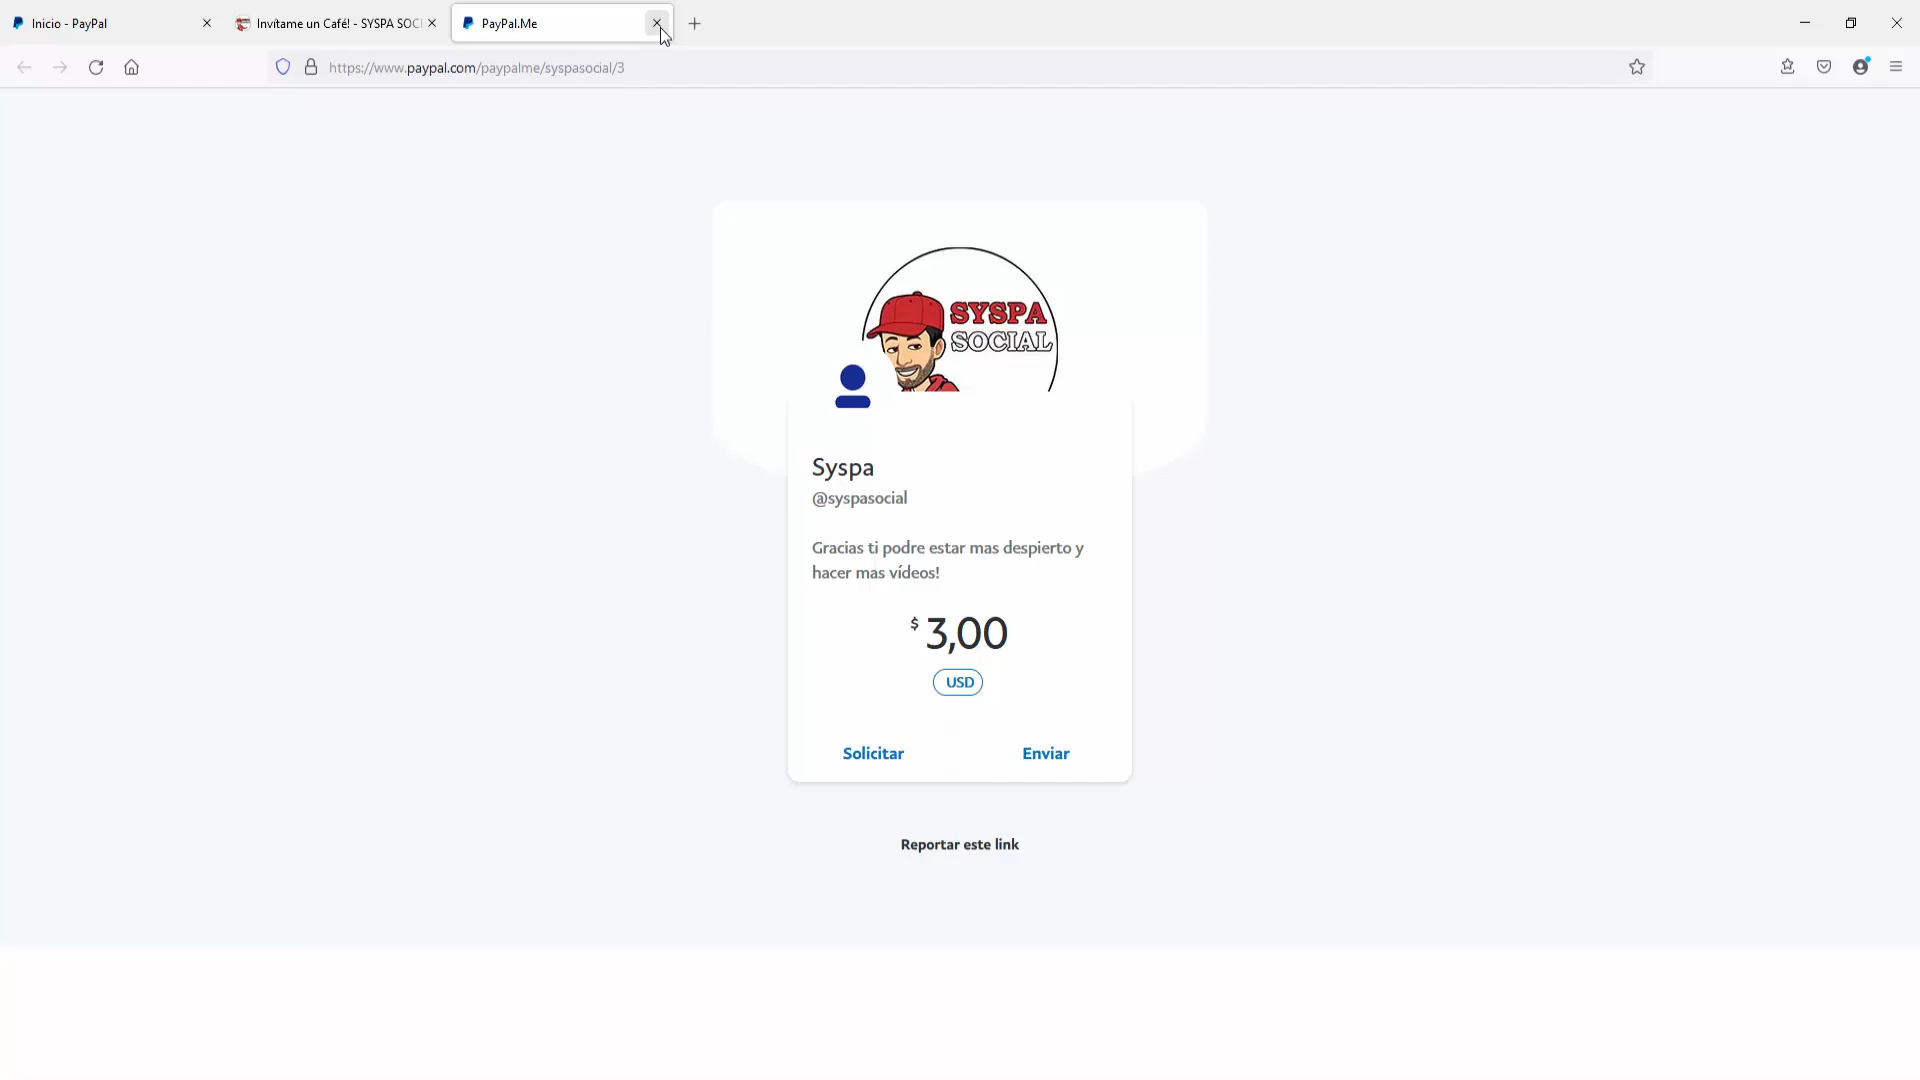 Inicio - PayPal
Invítame un Café! - SYSPA SOCI
PayPal.Me
https://www.paypal.com/paypalme/syspasocial/3
SYSPA
SOCIAL
Syspa
@syspasocial
Gracias ti podre estar mas despierto y
hacer mas vídeos!
$ 3,00
USD
Solicitar
Enviar
Reportar este link